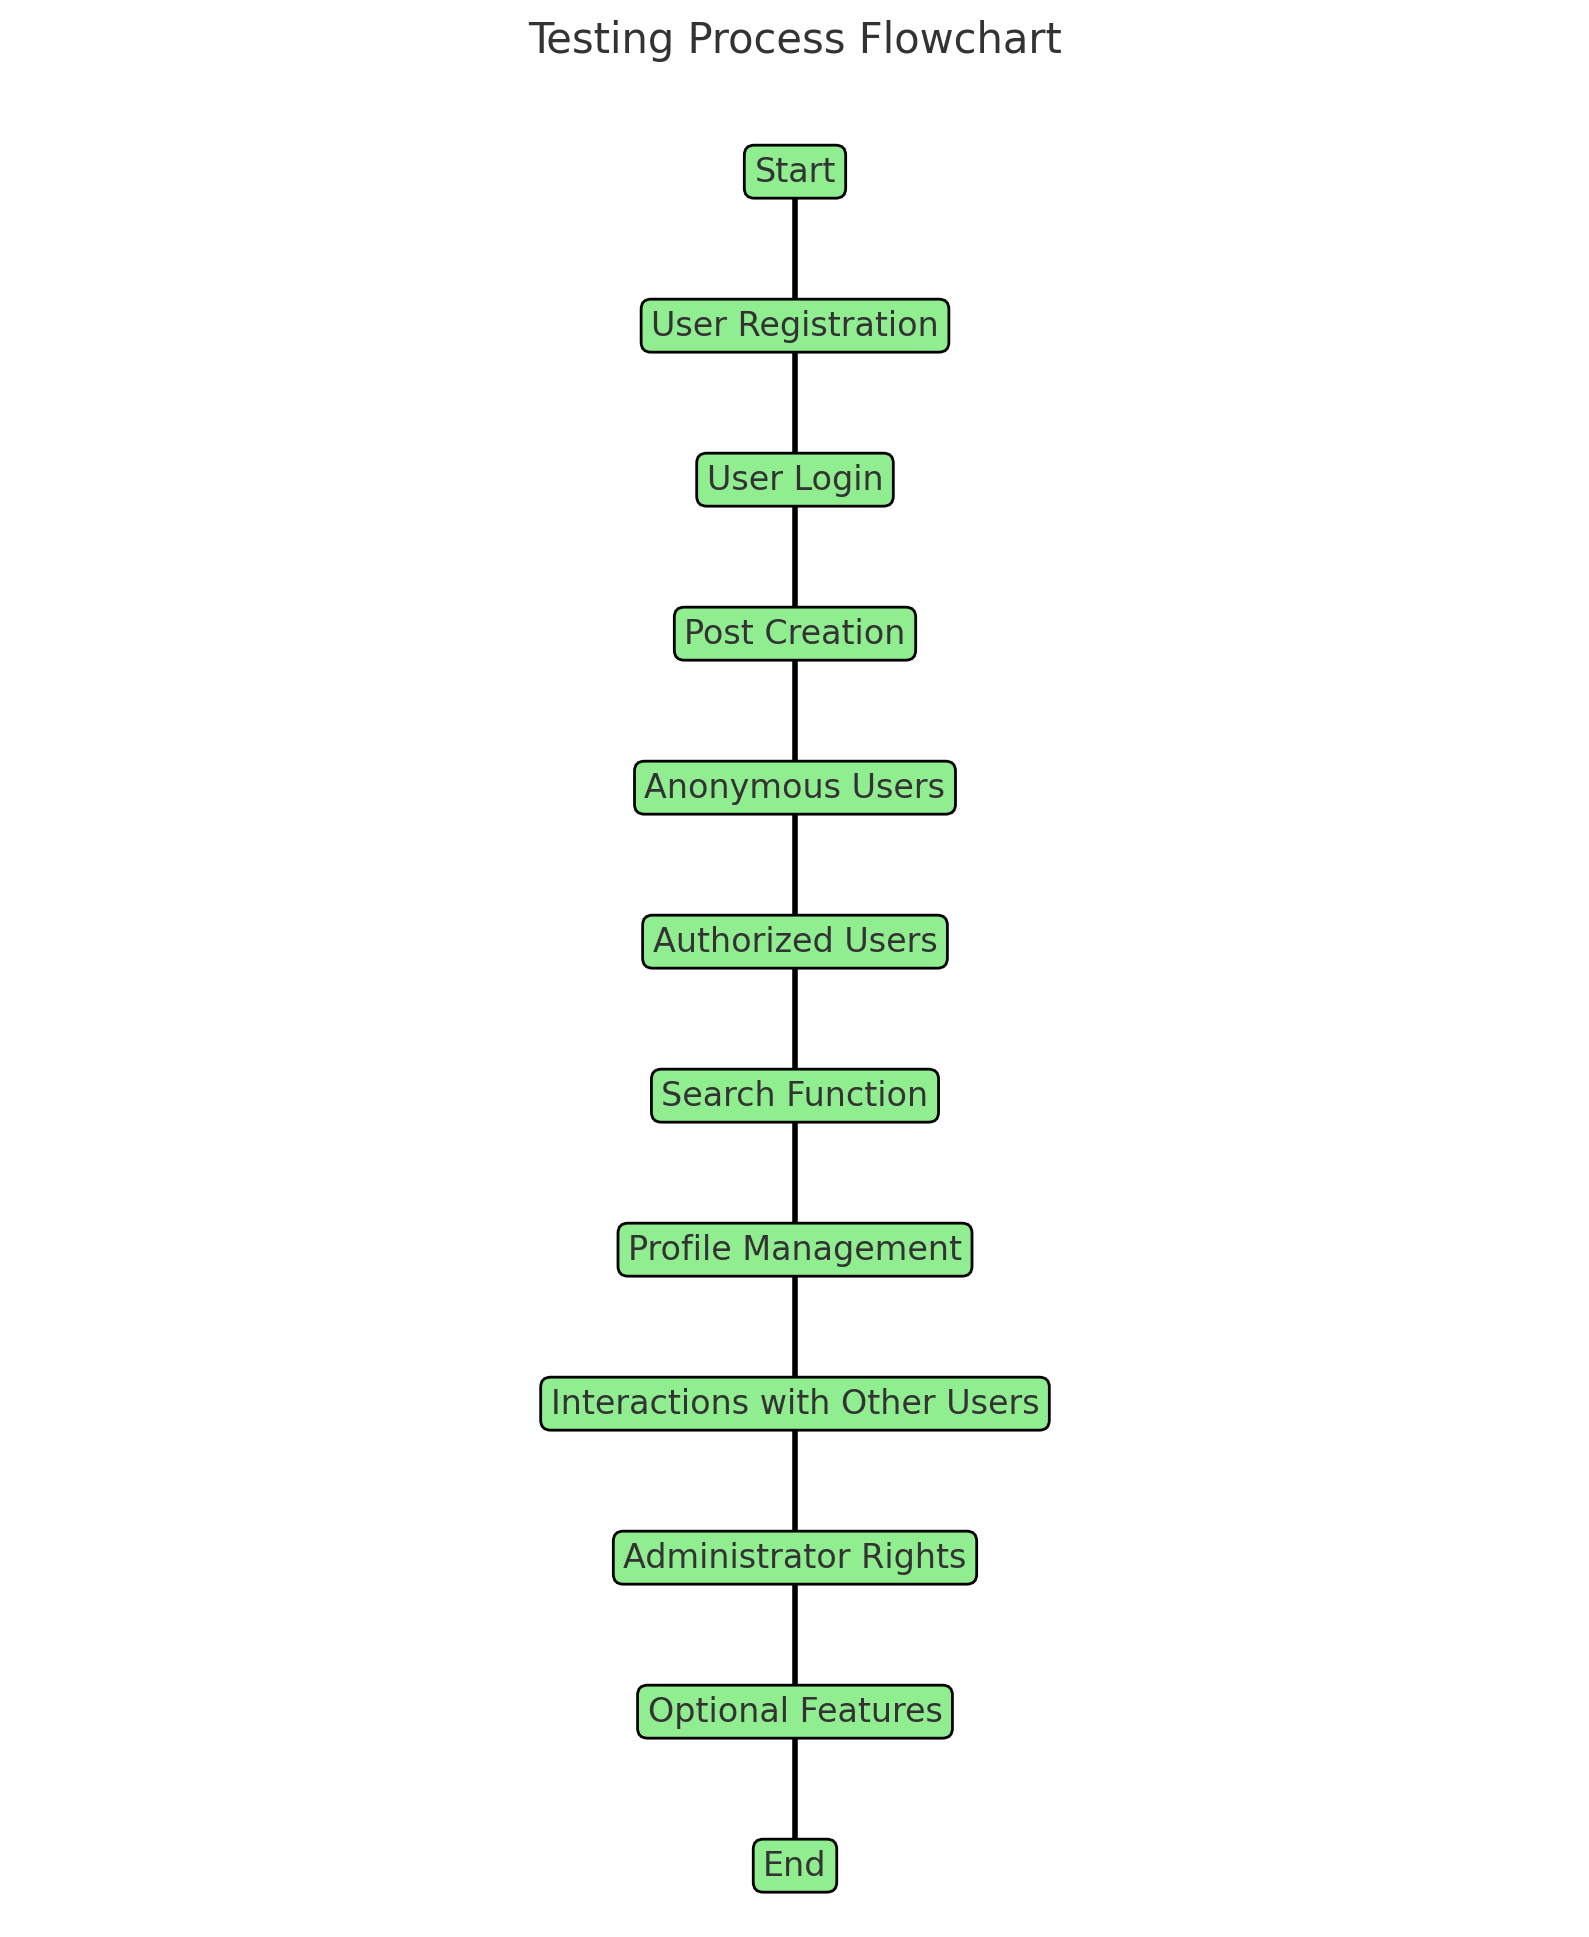 Testing Process Flowchart
Start
User Registration
User Login
Post Creation
Anonymous Users
Authorized Users
Search Function
Profile Management
Interactions with Other Users
Administrator Rights
Optional Features
End